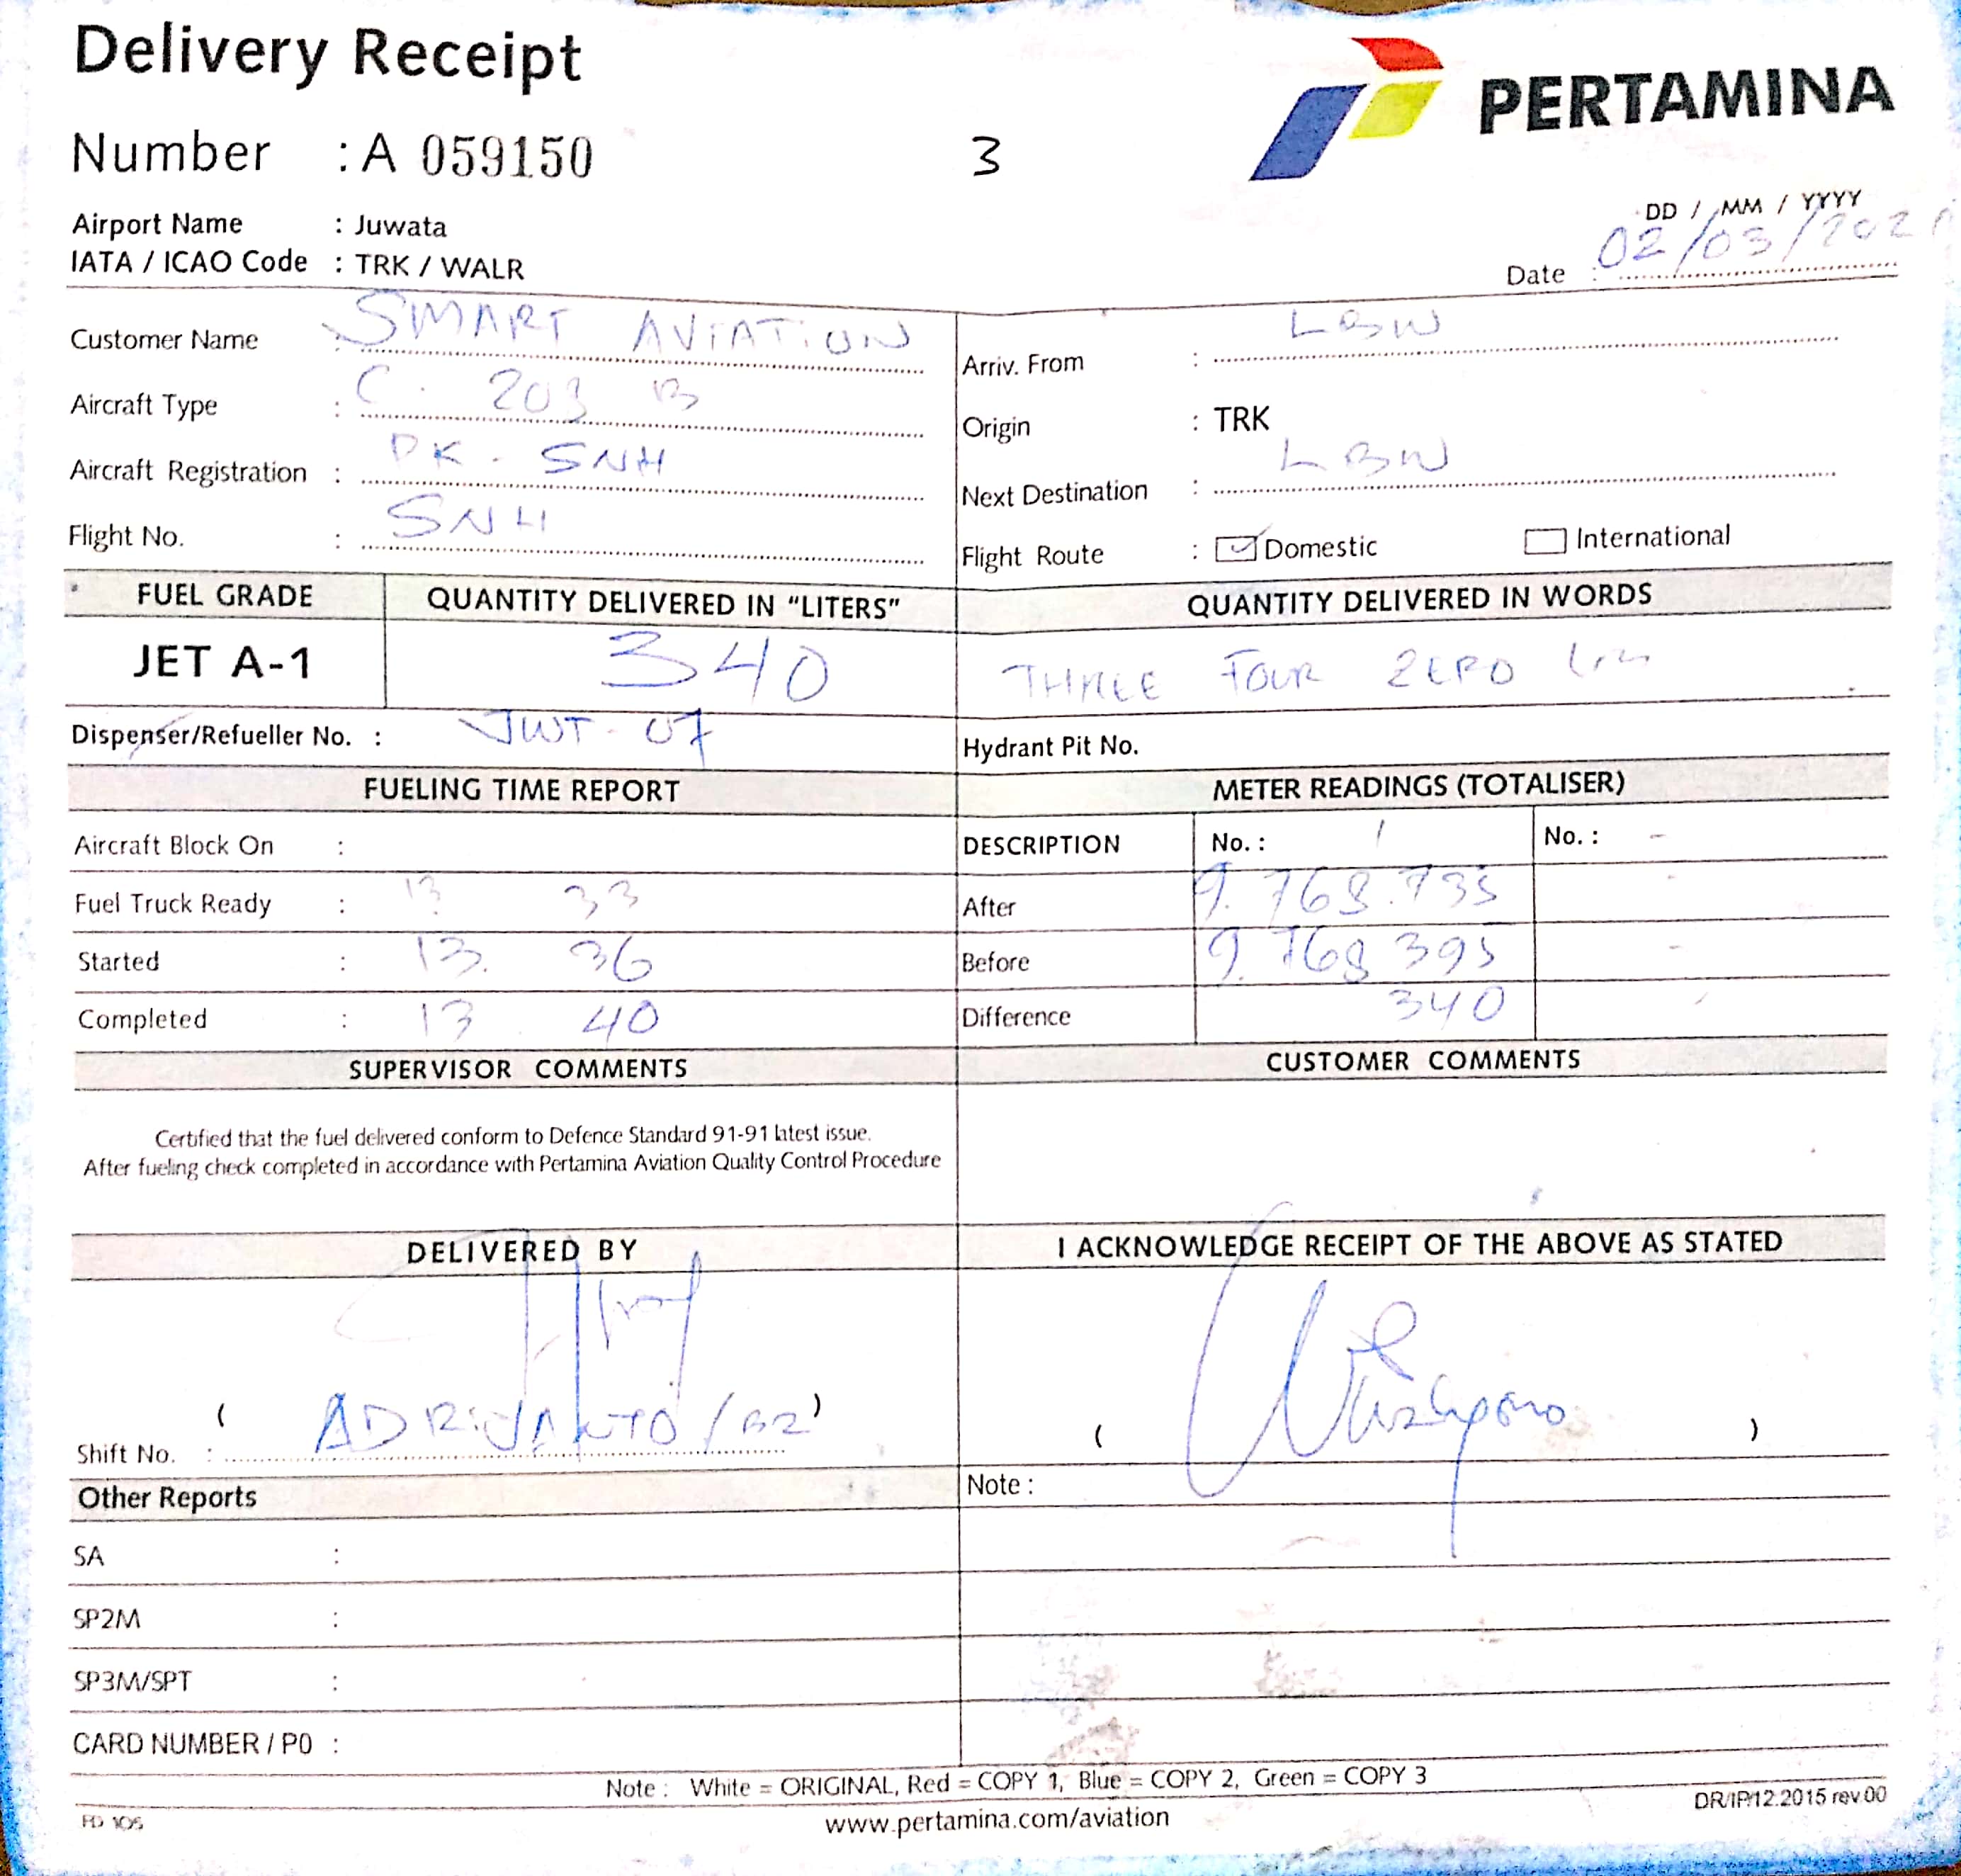 Delivery Receipt
PERTAMINA
Number : A 059150
3
Airport Name : Juwata
IATA / ICAO Code : TRK / WALR
DD / MM / YYYY
Date : 02/03/2021
Customer Name : SMART AVIATION
Aircraft Type : C. 208 B
Aircraft Registration : PK - SNH
Flight No. : SNH
Arriv. From : LBW
Origin : TRK
Next Destination : LBW
Flight Route : Domestic International
FUEL GRADE QUANTITY DELIVERED IN "LITERS" QUANTITY DELIVERED IN WORDS
JET A-1 340 THREE FOUR ZERO
Dispenser/Refueller No. : JWT - 07
Hydrant Pit No.
FUELING TIME REPORT
Aircraft Block On :
Fuel Truck Ready : 13 33
Started : 13. 36
Completed : 13 40
METER READINGS (TOTALISER)
DESCRIPTION No. : 1 No. : -
After 9.768.735 -
Before 9.768 395 -
Difference 340
SUPERVISOR COMMENTS
Certified that the fuel delivered conform to Defence Standard 91-91 latest issue.
After fueling check completed in accordance with Pertamina Aviation Quality Control Procedure
CUSTOMER COMMENTS
DELIVERED BY
( ADRIJANTO / B2 )
Shift No. :
I ACKNOWLEDGE RECEIPT OF THE ABOVE AS STATED
( )
Other Reports
SA :
SP2M :
SP3M/SPT :
CARD NUMBER / PO :
Note :
Note : White = ORIGINAL, Red = COPY 1, Blue = COPY 2, Green = COPY 3
FD 105
www.pertamina.com/aviation
DR/IP/12.2015 rev.00